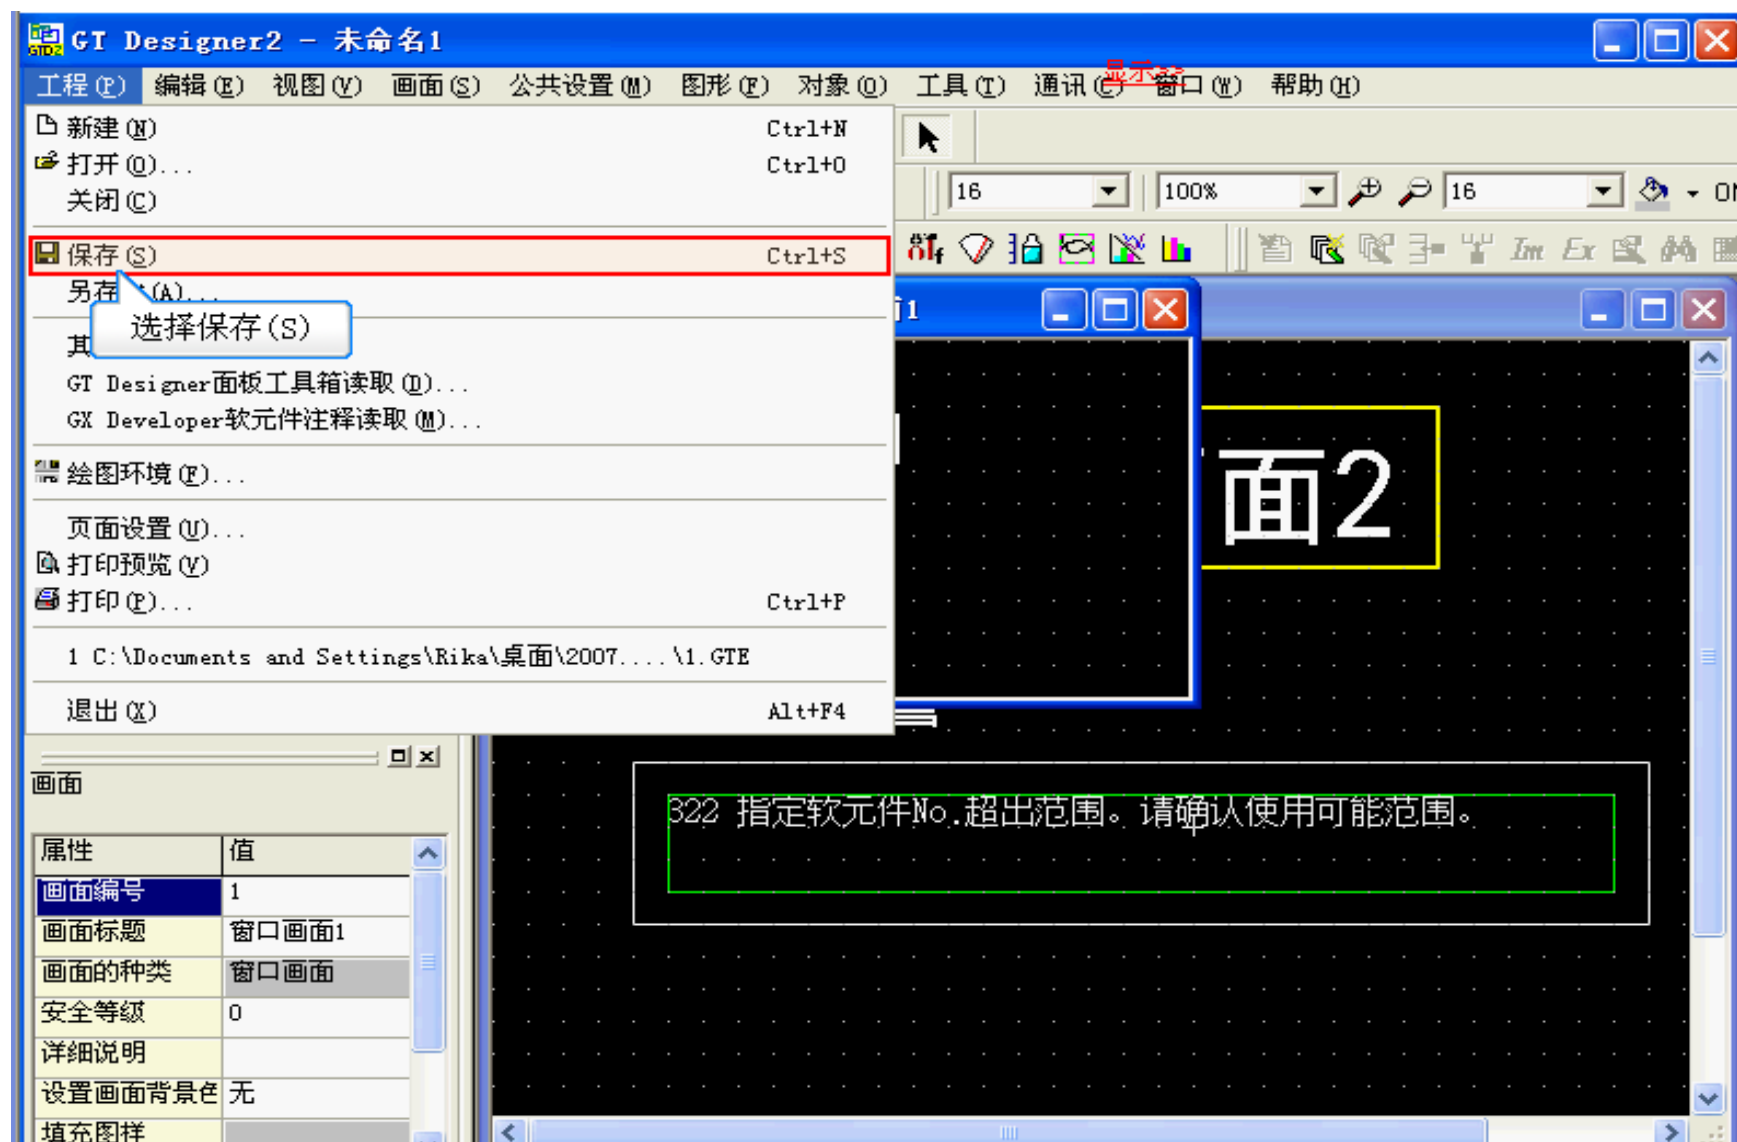 GT Designer2 - 未命名1
工程(P) 编辑(E) 视图(V) 画面(S) 公共设置(M) 图形(F) 对象(O) 工具(T) 通讯(C) 窗口(W) 帮助(H)
显示>>
新建(N) Ctrl+N
打开(O)... Ctrl+O
关闭(C)
16 100% 16
保存(S) Ctrl+S
另存 (A)...
选择保存(S)
其
GT Designer面板工具箱读取(D)...
GX Developer软元件注释读取(M)...
绘图环境(F)...
页面设置(U)...
打印预览(V)
打印(P)... Ctrl+P
1 C:\Documents and Settings\Rika\桌面\2007....\1.GTE
退出(X) Alt+F4
1
面2
322 指定软元件No.超出范围。请确认使用可能范围。
画面
属性 值
画面编号 1
画面标题 窗口画面1
画面的种类 窗口画面
安全等级 0
详细说明
设置画面背景色 无
填充图样